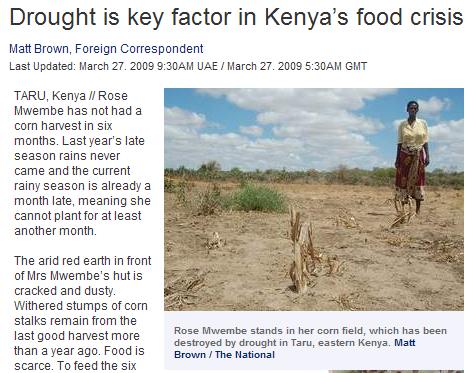 Drought is key factor in Kenya's food crisis
Matt Brown, Foreign Correspondent
Last Updated: March 27. 2009 9:30AM UAE / March 27. 2009 5:30AM GMT
TARU, Kenya // Rose
Mwembe has not had a
corn harvest in six
months. Last year's late
season rains never
came and the current
rainy season is already a
month late, meaning she
cannot plant for at least
another month.
The arid red earth in front
of Mrs Mwembe's hut is
cracked and dusty.
Withered stumps of corn
stalks remain from the
last good harvest more
than a year ago. Food is
scarce. To feed the six
Rose Mwembe stands in her corn field, which has been
destroyed by drought in Taru, eastern Kenya. Matt
Brown / The National